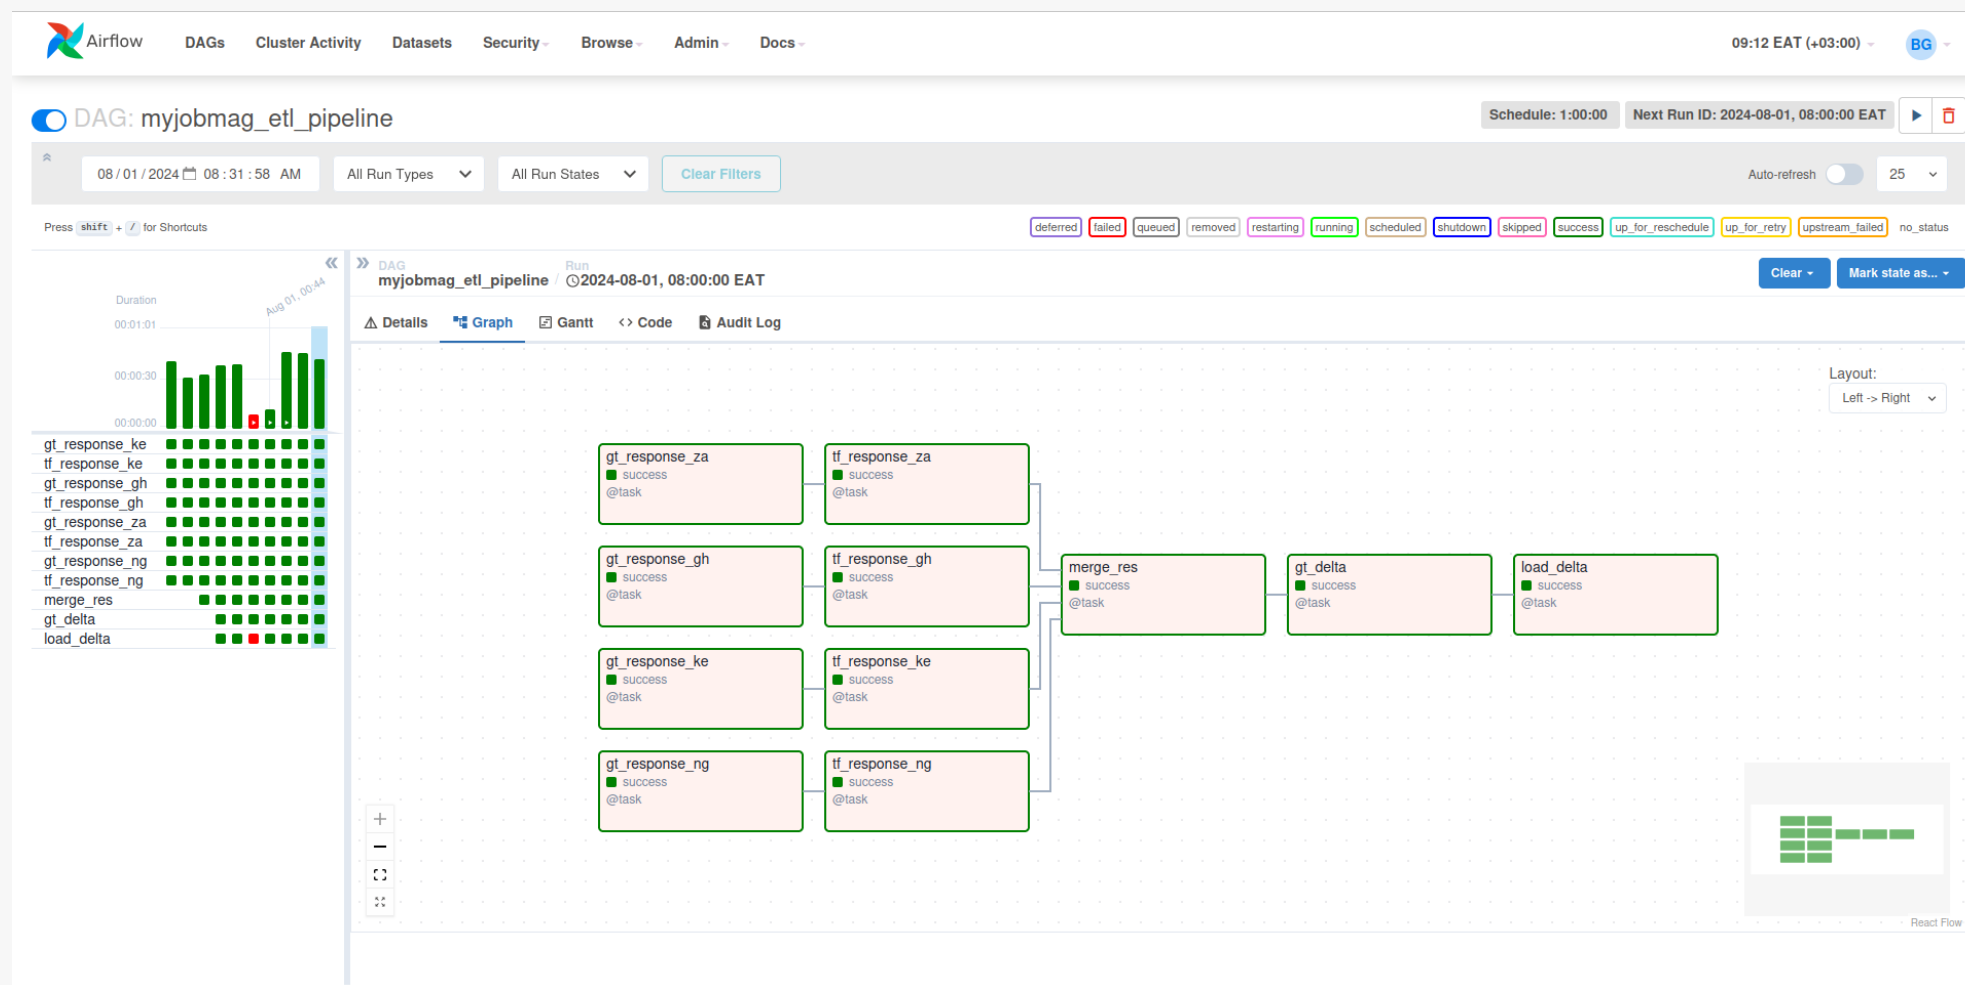 Airflow DAGs Cluster Activity Datasets Security Browse Admin Docs 09:12 EAT (+03:00) BG
DAG: myjobmag_etl_pipeline Schedule: 1:00:00 Next Run ID: 2024-08-01, 08:00:00 EAT
08/01/2024 08:31:58 AM All Run Types All Run States Clear Filters Auto-refresh 25
Press shift + / for Shortcuts deferred failed queued removed restarting running scheduled shutdown skipped success up_for_reschedule up_for_retry upstream_failed no_status
Duration
Aug 01, 00:44
00:01:01
00:00:30
00:00:00
gt_response_ke
tf_response_ke
gt_response_gh
tf_response_gh
gt_response_za
tf_response_za
gt_response_ng
tf_response_ng
merge_res
gt_delta
load_delta
DAG Run
myjobmag_etl_pipeline / 2024-08-01, 08:00:00 EAT Clear Mark state as...
Details Graph Gantt Code Audit Log
Layout:
Left -> Right
gt_response_za
success
@task
tf_response_za
success
@task
gt_response_gh
success
@task
tf_response_gh
success
@task
gt_response_ke
success
@task
tf_response_ke
success
@task
gt_response_ng
success
@task
tf_response_ng
success
@task
merge_res
success
@task
gt_delta
success
@task
load_delta
success
@task
React Flow